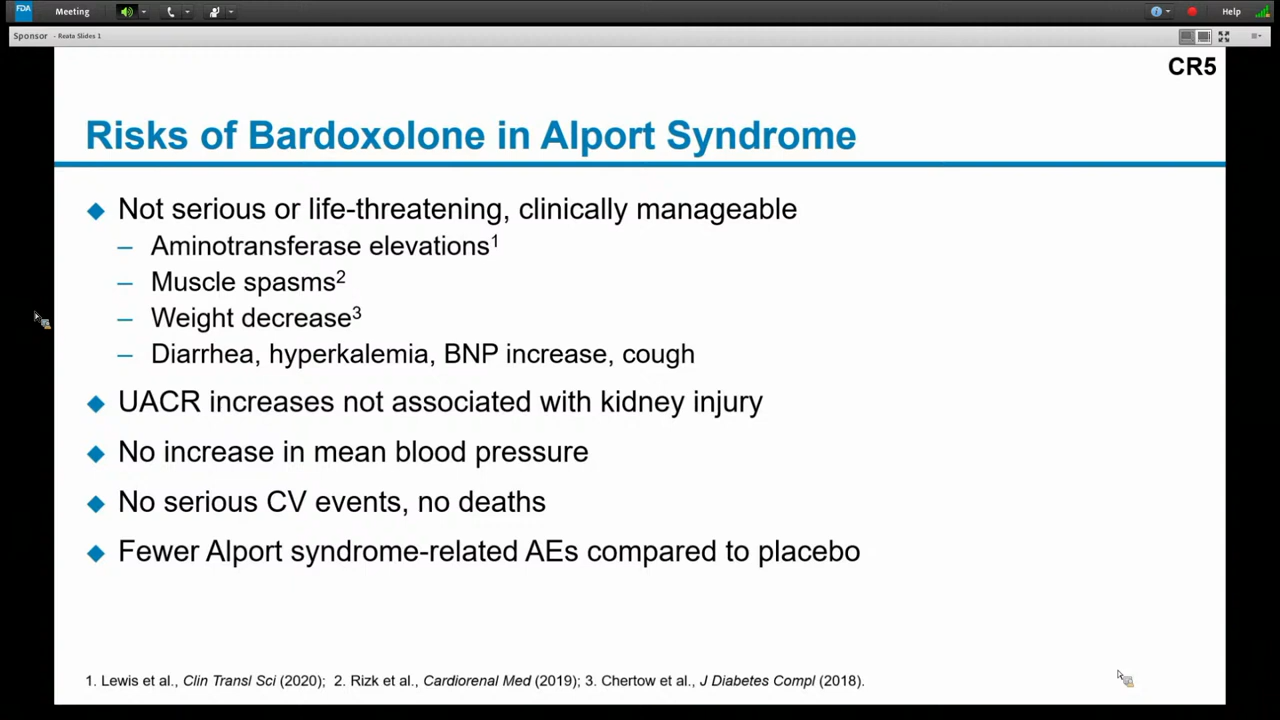 FDA Meeting Help
Sponsor - Reata Slides 1
CR5
Risks of Bardoxolone in Alport Syndrome
◆ Not serious or life-threatening, clinically manageable
– Aminotransferase elevations1
– Muscle spasms2
– Weight decrease3
– Diarrhea, hyperkalemia, BNP increase, cough
◆ UACR increases not associated with kidney injury
◆ No increase in mean blood pressure
◆ No serious CV events, no deaths
◆ Fewer Alport syndrome-related AEs compared to placebo
1. Lewis et al., Clin Transl Sci (2020); 2. Rizk et al., Cardiorenal Med (2019); 3. Chertow et al., J Diabetes Compl (2018).